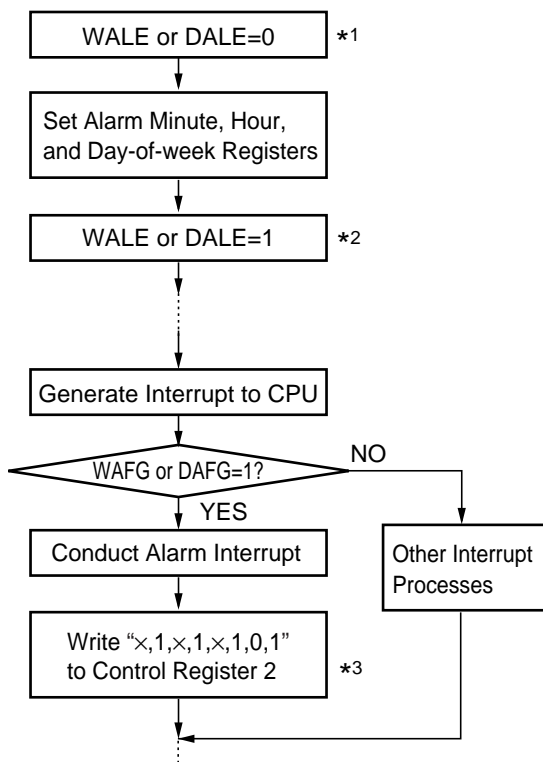 WALE or DALE=0
*1
Set Alarm Minute, Hour,
and Day-of-week Registers
WALE or DALE=1
*2
Generate Interrupt to CPU
WAFG or DAFG=1?
NO
YES
Conduct Alarm Interrupt
Other Interrupt
Processes
Write “×,1,×,1,×,1,0,1”
to Control Register 2
*3